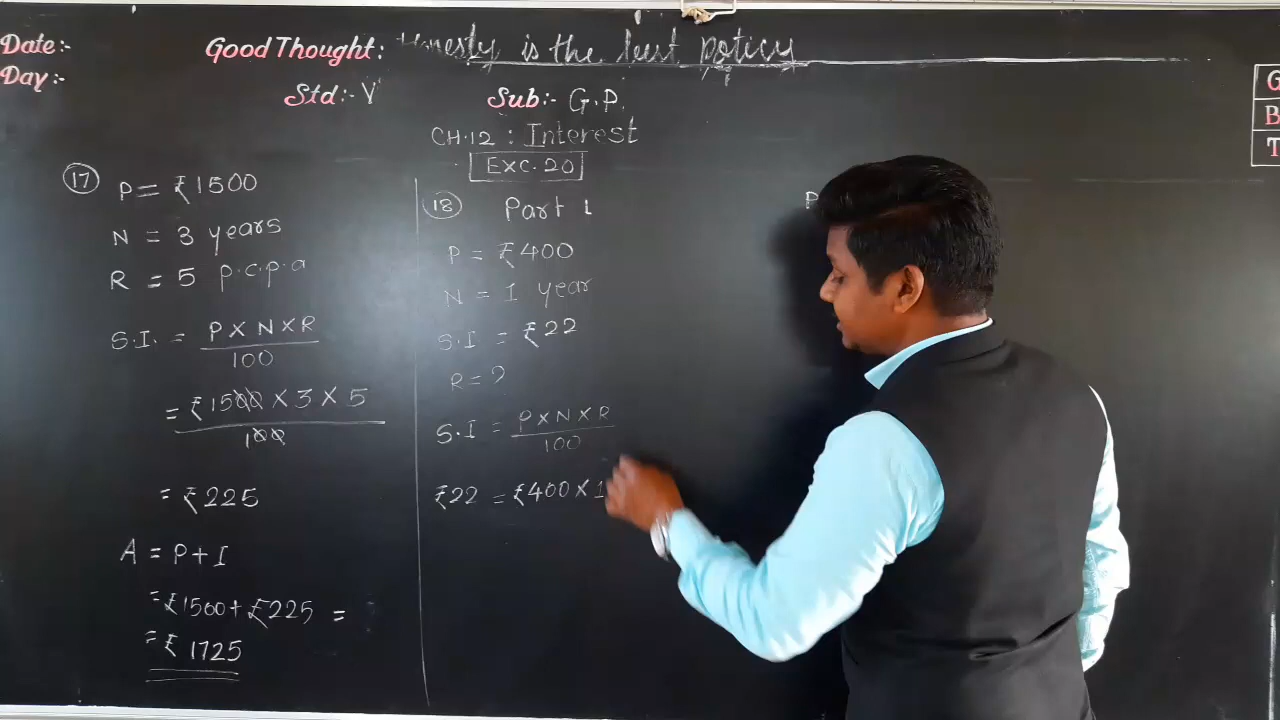 Date:-
Day:-
Good Thought: Honesty is the best policy
Std:- V
Sub:- G.P.
CH.12 : Interest
Exc.20
G
B
T
17
P = ₹1500
N = 3 years
R = 5 p.c.p.a
S.I. = P × N × R
100
= ₹1500 × 3 × 5
100
= ₹225
A = P + I
= ₹1500 + ₹225 =
= ₹ 1725
18 Part 1
P = ₹400
N = 1 year
S.I = ₹22
R = ?
S.I = P × N × R
100
₹22 = ₹400 × 1
P